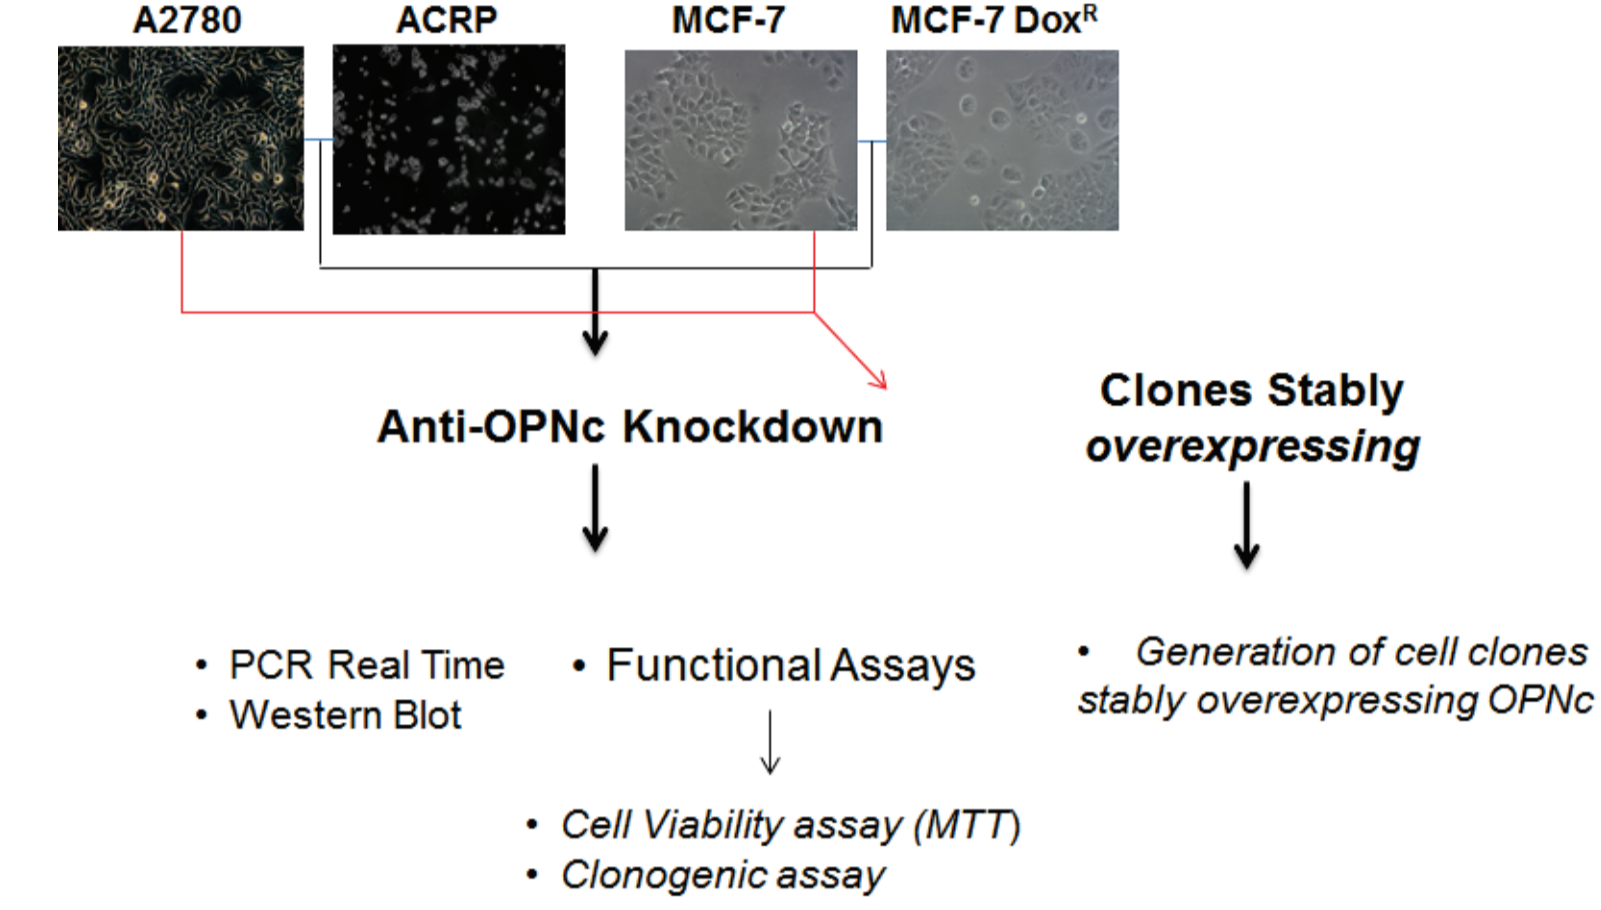 A2780
ACRP
MCF-7
MCF-7 Doxᴿ
Clones Stably
overexpressing
Anti-OPNc Knockdown
• PCR Real Time
• Western Blot
• Functional Assays
• Generation of cell clones
stably overexpressing OPNc
• Cell Viability assay (MTT)
• Clonogenic assay